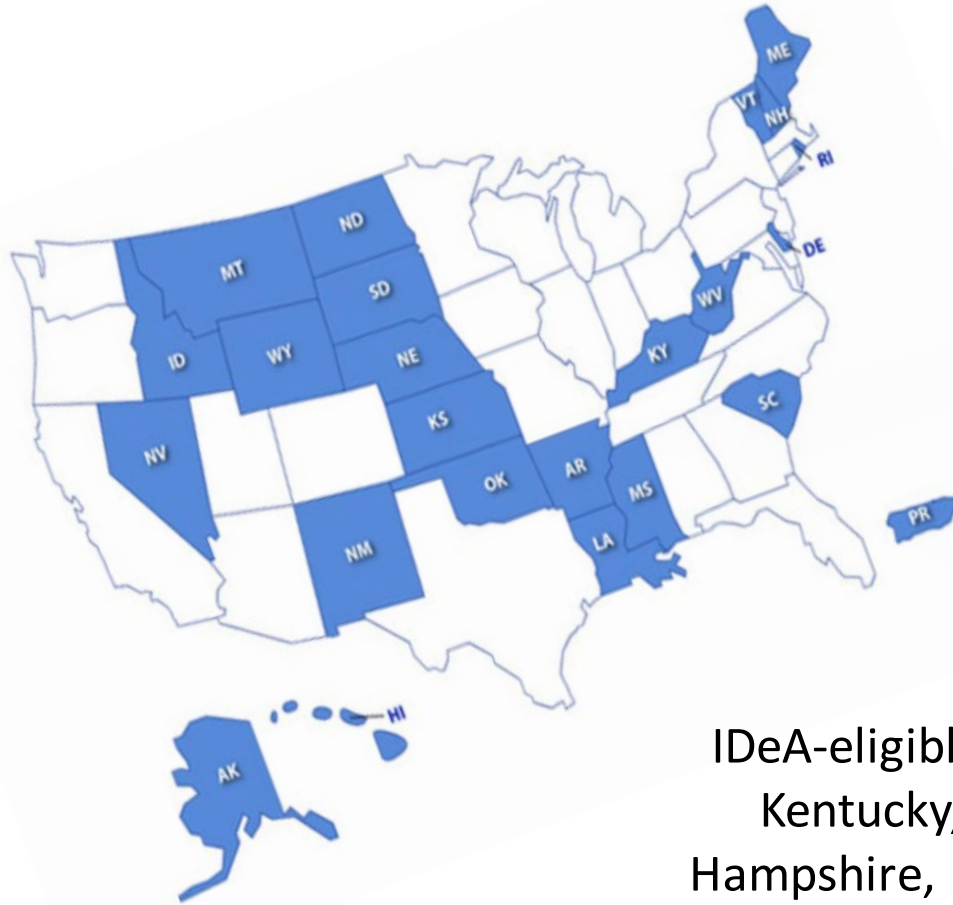 ME
VT
NH
RI
ND
MT
DE
SD
WV
WY
NE
ID
KY
SC
KS
NV
AR
OK
MS
PR
LA
NM
HI
AK
IDeA-eligibl
Kentucky,
Hampshire,